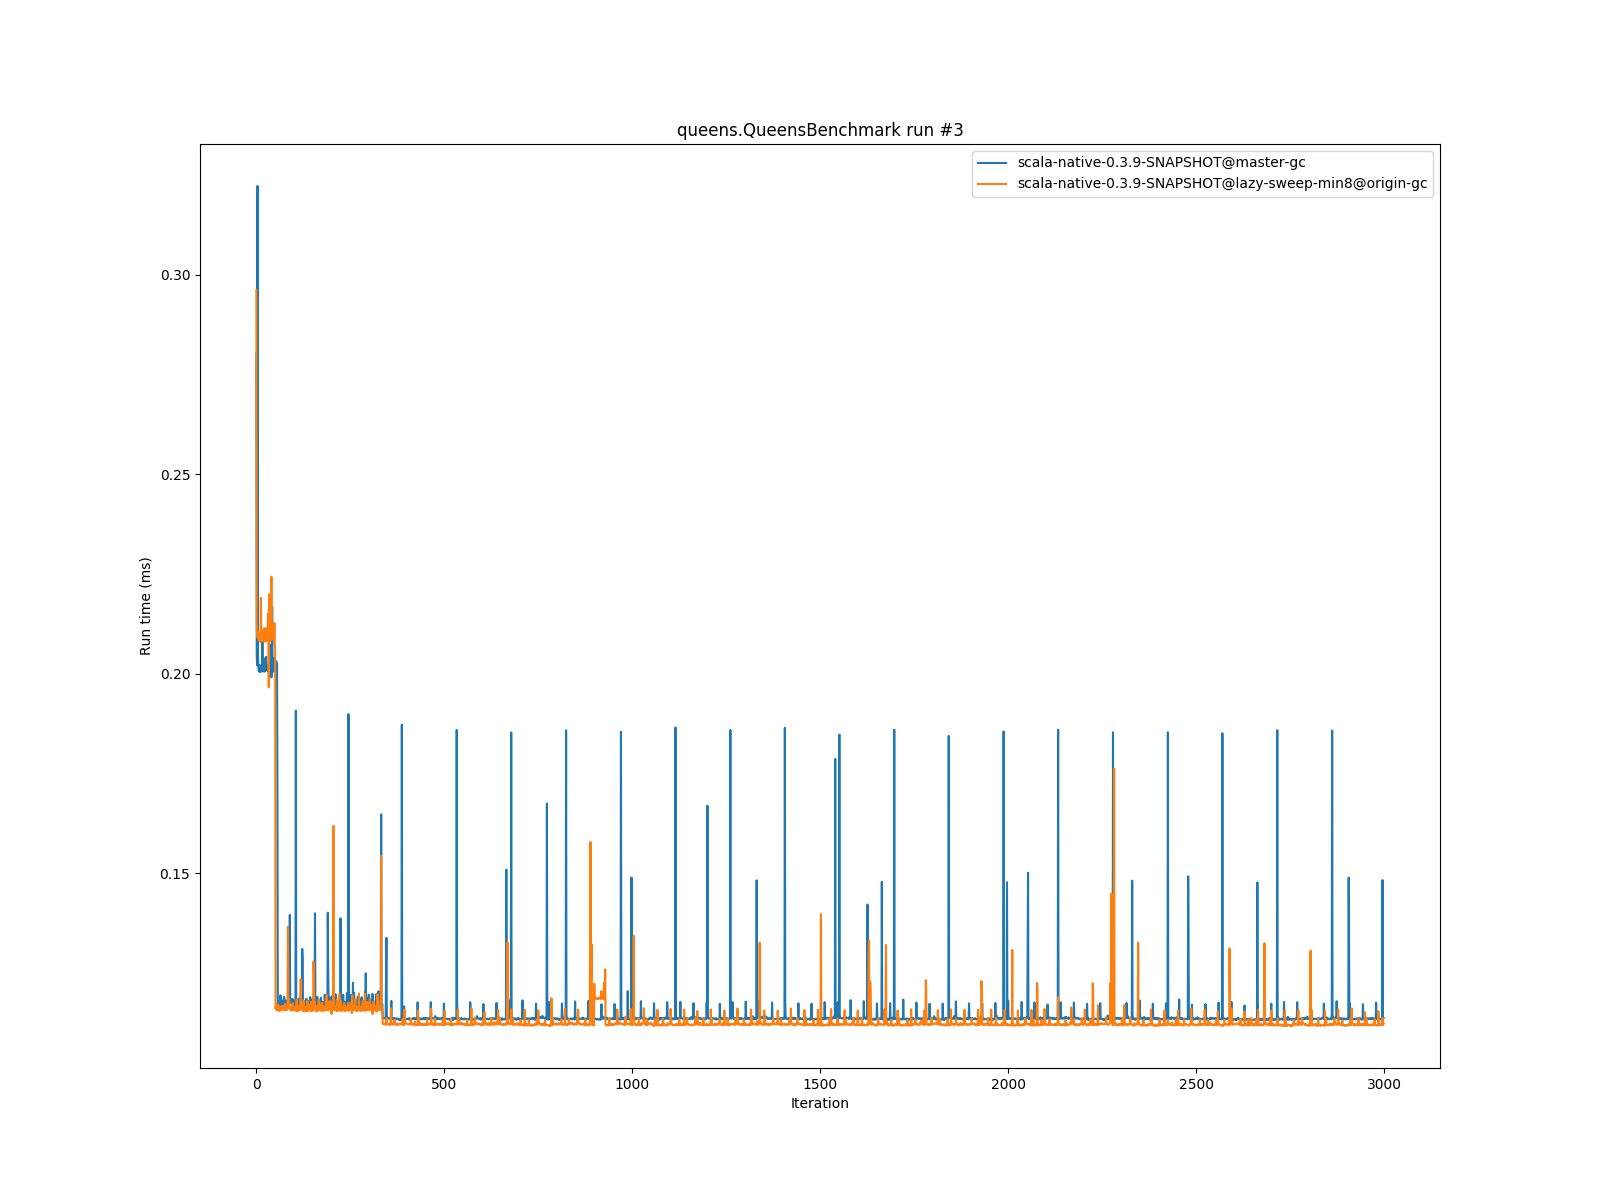 queens.QueensBenchmark run #3
scala-native-0.3.9-SNAPSHOT@master-gc
scala-native-0.3.9-SNAPSHOT@lazy-sweep-min8@origin-gc
0.30
0.25
0.20
0.15
Run time (ms)
0 500 1000 1500 2000 2500 3000
Iteration